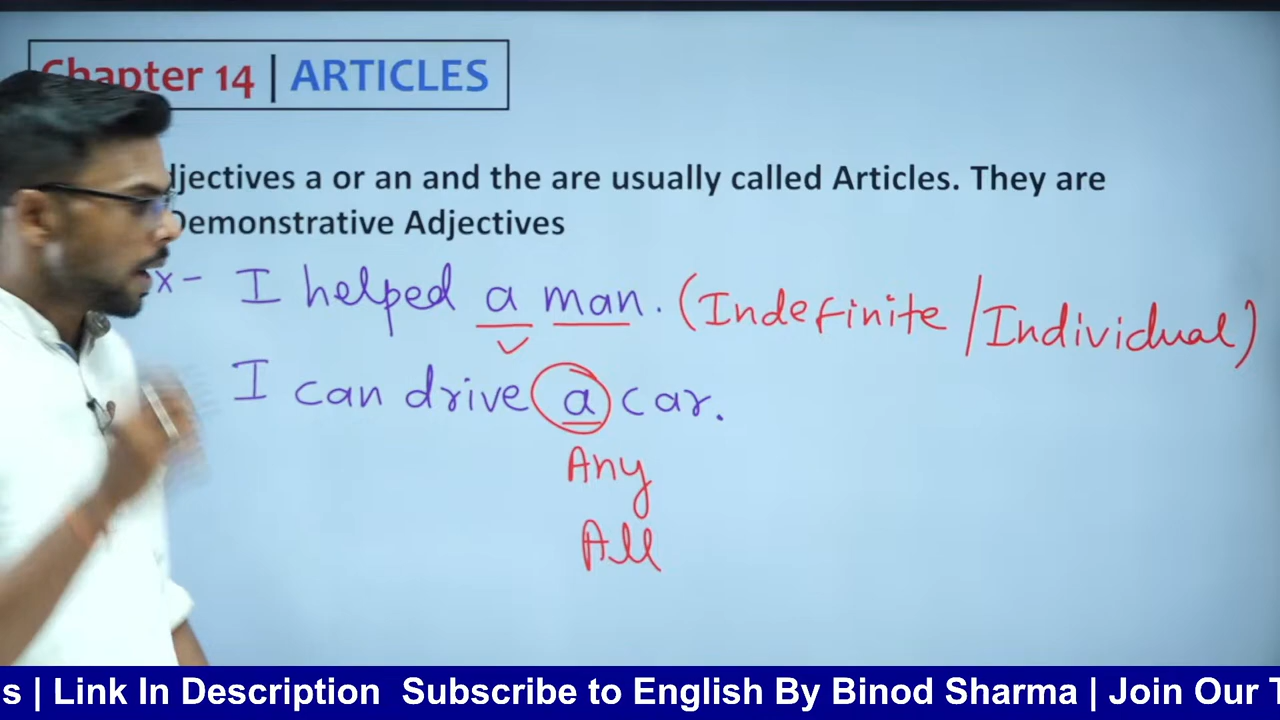 Chapter 14 | ARTICLES
djectives a or an and the are usually called Articles. They are
Demonstrative Adjectives
x- I helped a man. (Indefinite / Individual)
I can drive a car.
Any
All
s | Link In Description Subscribe to English By Binod Sharma | Join Our T